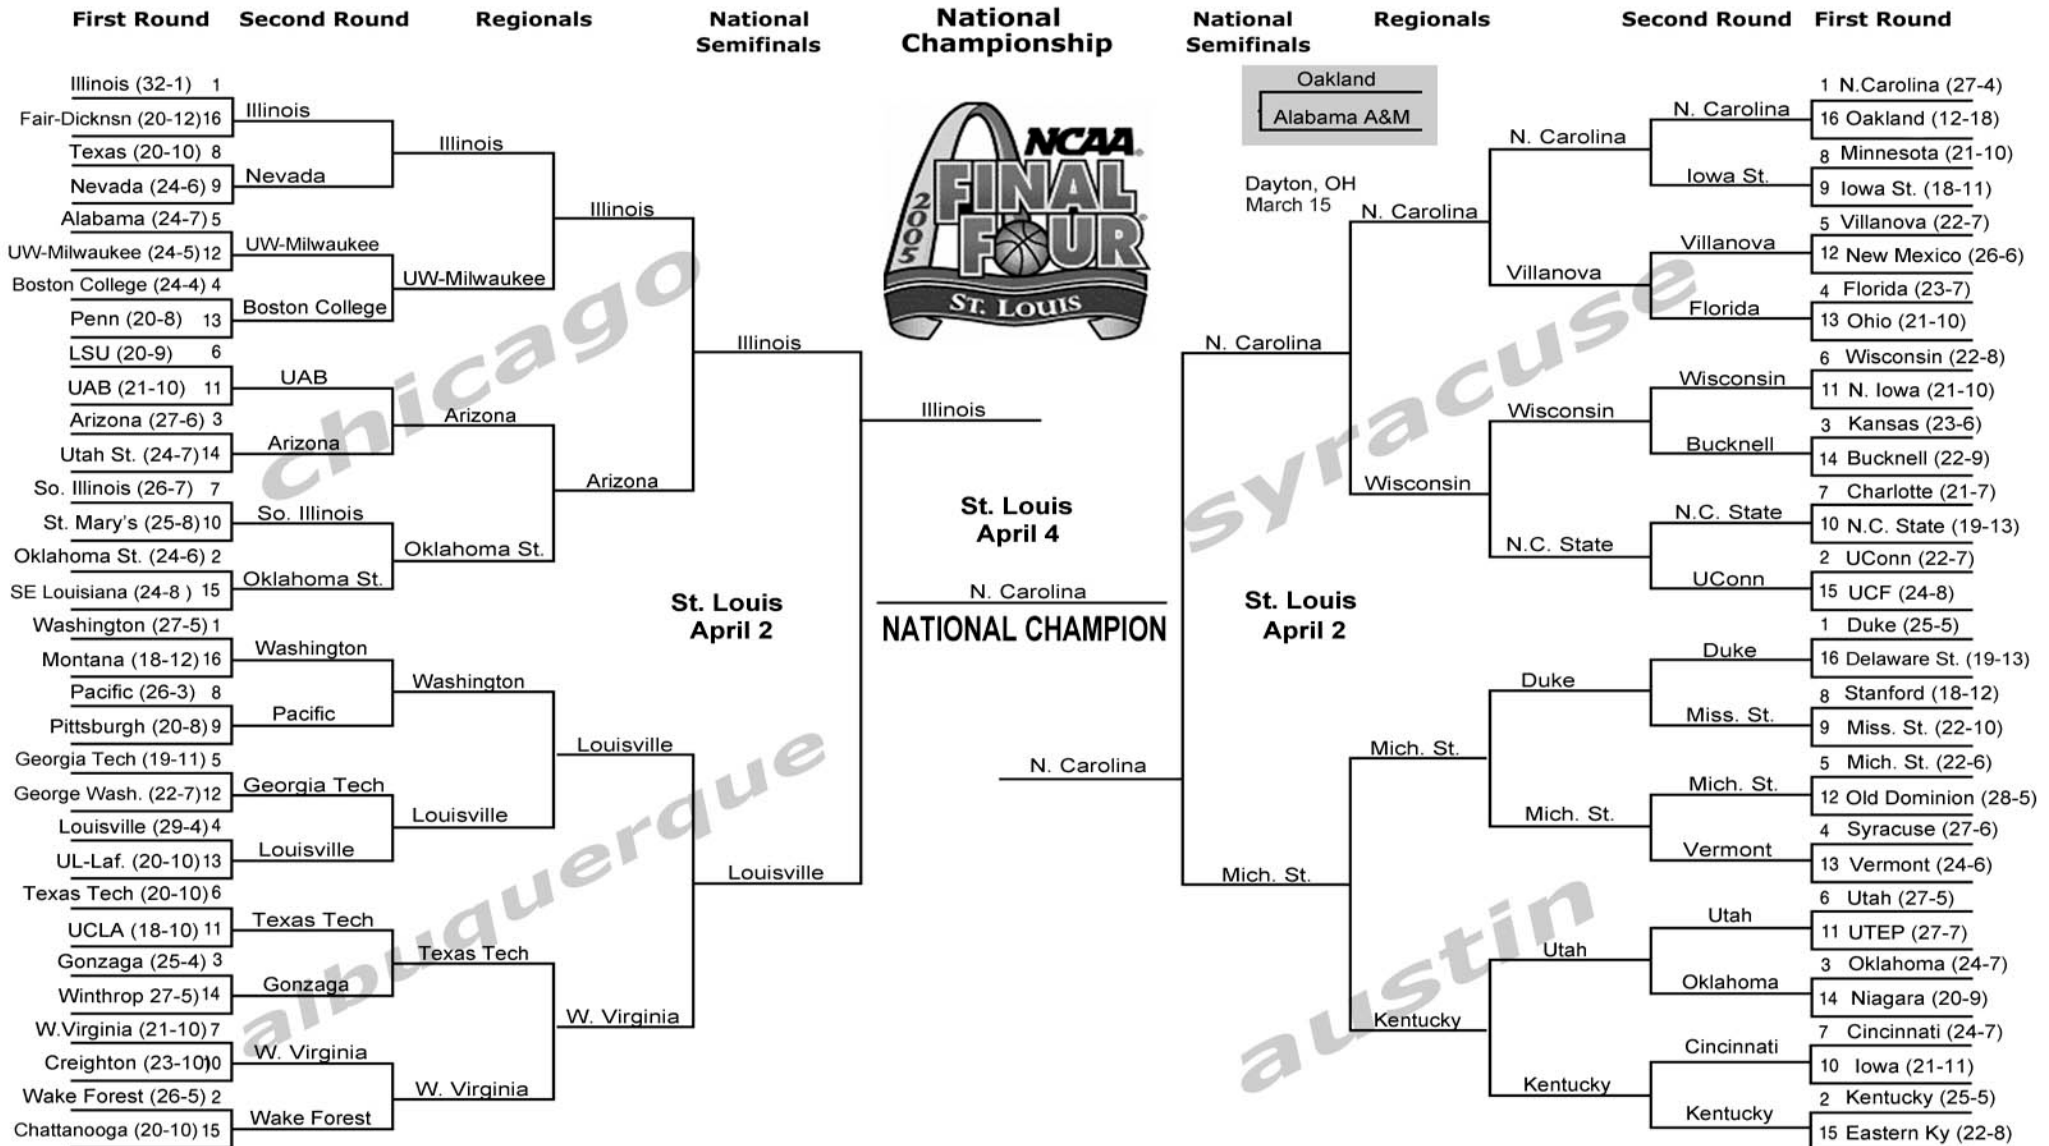 First Round
Second Round
Regionals
National
Semifinals
National
Championship
National
Semifinals
Regionals
Second Round
First Round
Illinois (32-1) 1
Fair-Dicknsn (20-12) 16
Texas (20-10) 8
Nevada (24-6) 9
Alabama (24-7) 5
UW-Milwaukee (24-5) 12
Boston College (24-4) 4
Penn (20-8) 13
LSU (20-9) 6
UAB (21-10) 11
Arizona (27-6) 3
Utah St. (24-7) 14
So. Illinois (26-7) 7
St. Mary's (25-8) 10
Oklahoma St. (24-6) 2
SE Louisiana (24-8 ) 15
Washington (27-5) 1
Montana (18-12) 16
Pacific (26-3) 8
Pittsburgh (20-8) 9
Georgia Tech (19-11) 5
George Wash. (22-7) 12
Louisville (29-4) 4
UL-Laf. (20-10) 13
Texas Tech (20-10) 6
UCLA (18-10) 11
Gonzaga (25-4) 3
Winthrop 27-5) 14
W.Virginia (21-10) 7
Creighton (23-10) 10
Wake Forest (26-5) 2
Chattanooga (20-10) 15
Illinois
Nevada
UW-Milwaukee
Boston College
UAB
Arizona
So. Illinois
Oklahoma St.
Washington
Pacific
Georgia Tech
Louisville
Texas Tech
Gonzaga
W. Virginia
Wake Forest
Illinois
UW-Milwaukee
Arizona
Oklahoma St.
Washington
Louisville
Texas Tech
W. Virginia
Illinois
Arizona
Louisville
W. Virginia
chicago
albuquerque
Illinois
Louisville
St. Louis
April 2
NCAA
FINAL
FOUR
2005
ST. LOUIS
Illinois
St. Louis
April 4
N. Carolina
NATIONAL CHAMPION
N. Carolina
Oakland
Alabama A&M
Dayton, OH
March 15
N. Carolina
Mich. St.
St. Louis
April 2
syracuse
austin
N. Carolina
Wisconsin
Mich. St.
Kentucky
N. Carolina
Villanova
Wisconsin
N.C. State
Duke
Mich. St.
Utah
Kentucky
N. Carolina
Iowa St.
Villanova
Florida
Wisconsin
Bucknell
N.C. State
UConn
Duke
Miss. St.
Mich. St.
Vermont
Utah
Oklahoma
Cincinnati
Kentucky
1 N.Carolina (27-4)
16 Oakland (12-18)
8 Minnesota (21-10)
9 Iowa St. (18-11)
5 Villanova (22-7)
12 New Mexico (26-6)
4 Florida (23-7)
13 Ohio (21-10)
6 Wisconsin (22-8)
11 N. Iowa (21-10)
3 Kansas (23-6)
14 Bucknell (22-9)
7 Charlotte (21-7)
10 N.C. State (19-13)
2 UConn (22-7)
15 UCF (24-8)
1 Duke (25-5)
16 Delaware St. (19-13)
8 Stanford (18-12)
9 Miss. St. (22-10)
5 Mich. St. (22-6)
12 Old Dominion (28-5)
4 Syracuse (27-6)
13 Vermont (24-6)
6 Utah (27-5)
11 UTEP (27-7)
3 Oklahoma (24-7)
14 Niagara (20-9)
7 Cincinnati (24-7)
10 Iowa (21-11)
2 Kentucky (25-5)
15 Eastern Ky (22-8)